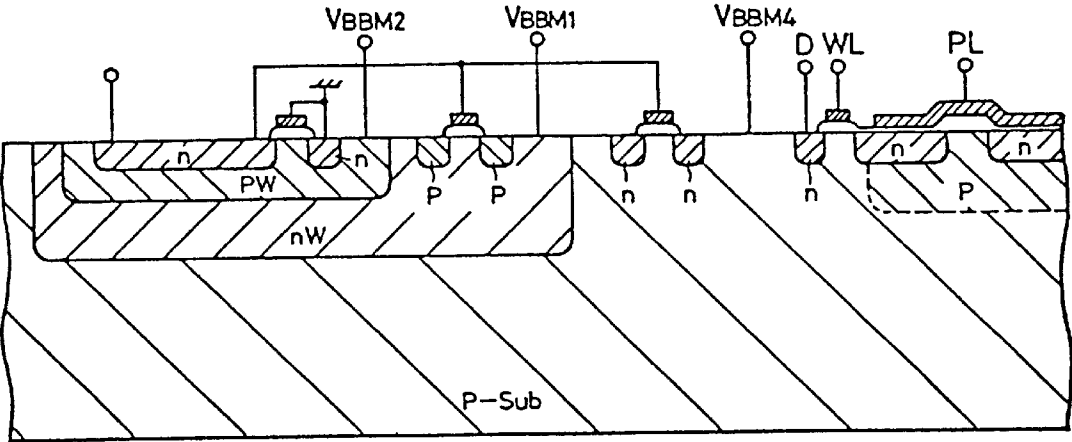 VBBM2 VBBM1 VBBM4
D WL PL
n n P P n n n n n
PW P
nW
P-Sub